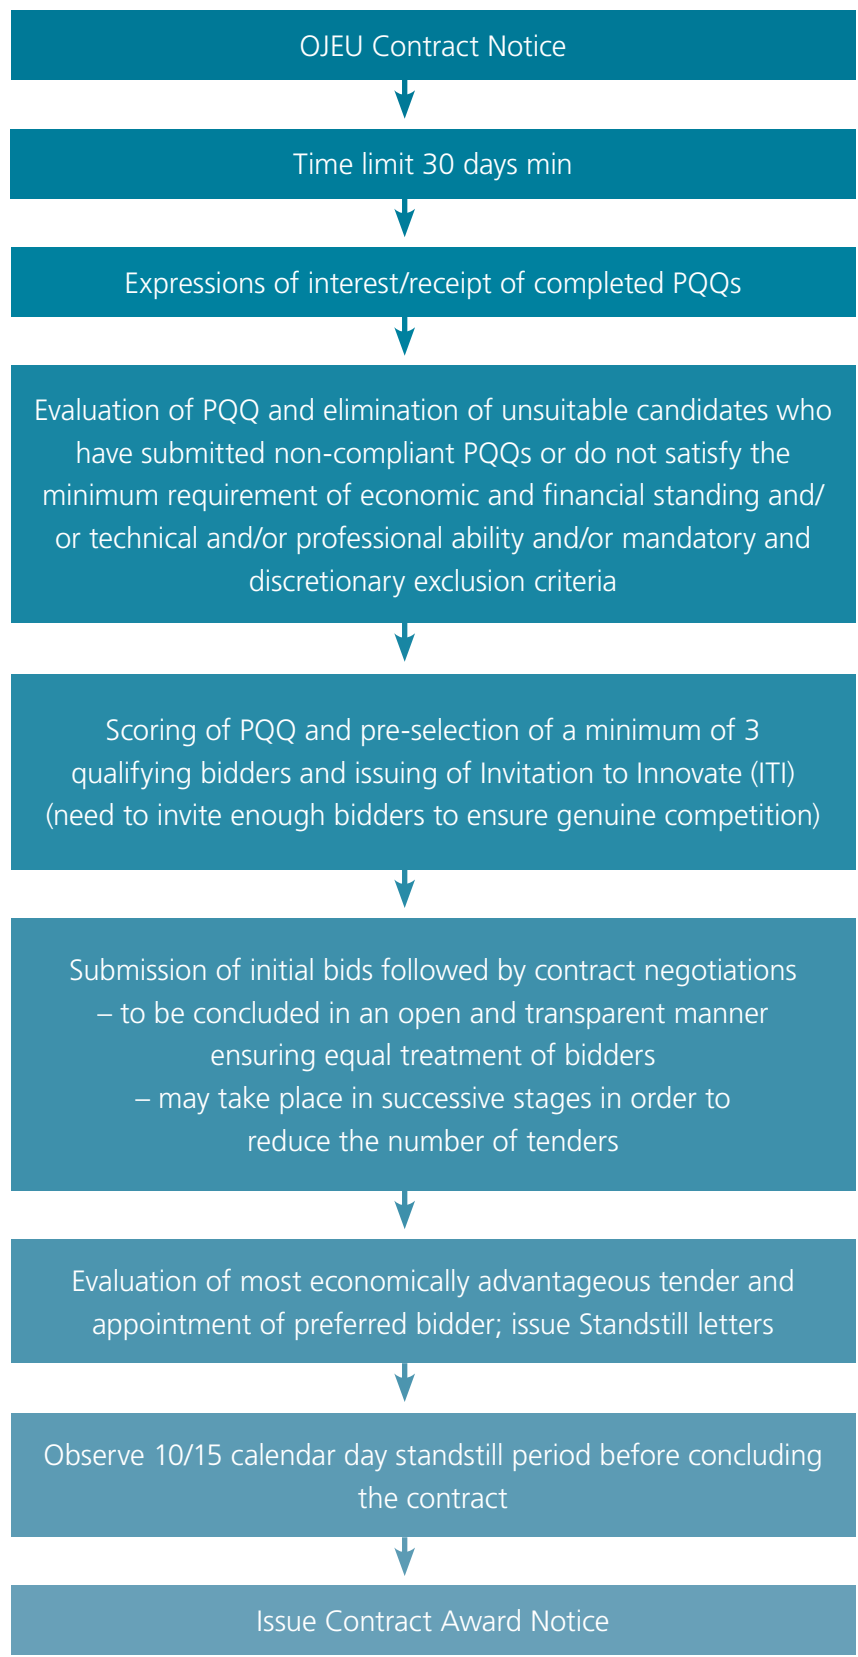 OJEU Contract Notice
Time limit 30 days min
Expressions of interest/receipt of completed PQQs
Evaluation of PQQ and elimination of unsuitable candidates who
have submitted non-compliant PQQs or do not satisfy the
minimum requirement of economic and financial standing and/
or technical and/or professional ability and/or mandatory and
discretionary exclusion criteria
Scoring of PQQ and pre-selection of a minimum of 3
qualifying bidders and issuing of Invitation to Innovate (ITI)
(need to invite enough bidders to ensure genuine competition)
Submission of initial bids followed by contract negotiations
– to be concluded in an open and transparent manner
ensuring equal treatment of bidders
– may take place in successive stages in order to
reduce the number of tenders
Evaluation of most economically advantageous tender and
appointment of preferred bidder; issue Standstill letters
Observe 10/15 calendar day standstill period before concluding
the contract
Issue Contract Award Notice